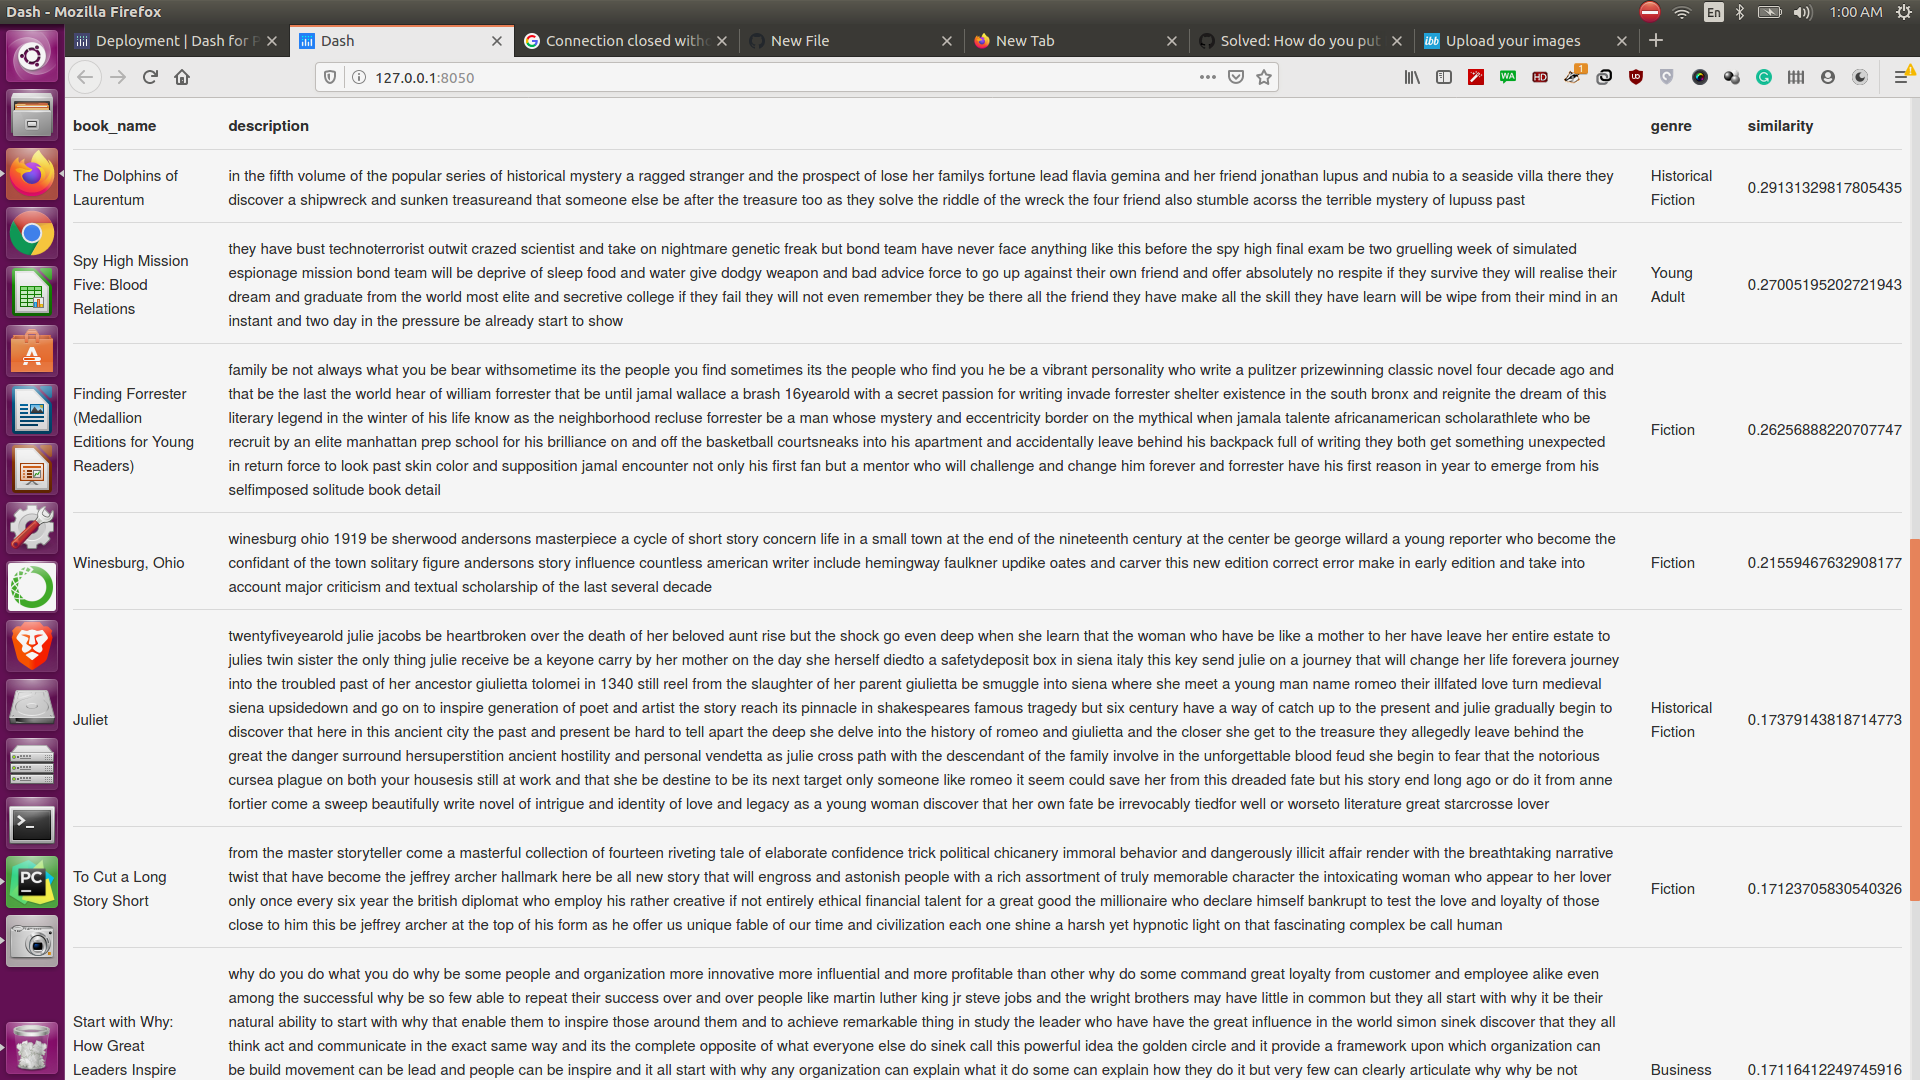 Dash - Mozilla Firefox
En
1:00 AM
Deployment | Dash for P
Dash
Connection closed witho
New File
New Tab
Solved: How do you put
ibb Upload your images
127.0.0.1:8050
book_name description genre similarity
The Dolphins of
Laurentum
in the fifth volume of the popular series of historical mystery a ragged stranger and the prospect of lose her familys fortune lead flavia gemina and her friend jonathan lupus and nubia to a seaside villa there they
discover a shipwreck and sunken treasureand that someone else be after the treasure too as they solve the riddle of the wreck the four friend also stumble acorss the terrible mystery of lupuss past
Historical
Fiction
0.29131329817805435
Spy High Mission
Five: Blood
Relations
they have bust technoterrorist outwit crazed scientist and take on nightmare genetic freak but bond team have never face anything like this before the spy high final exam be two gruelling week of simulated
espionage mission bond team will be deprive of sleep food and water give dodgy weapon and bad advice force to go up against their own friend and offer absolutely no respite if they survive they will realise their
dream and graduate from the world most elite and secretive college if they fail they will not even remember they be there all the friend they have make all the skill they have learn will be wipe from their mind in an
instant and two day in the pressure be already start to show
Young
Adult
0.27005195202721943
Finding Forrester
(Medallion
Editions for Young
Readers)
family be not always what you be bear withsometime its the people you find sometimes its the people who find you he be a vibrant personality who write a pulitzer prizewinning classic novel four decade ago and
that be the last the world hear of william forrester that be until jamal wallace a brash 16yearold with a secret passion for writing invade forrester shelter existence in the south bronx and reignite the dream of this
literary legend in the winter of his life know as the neighborhood recluse forrester be a man whose mystery and eccentricity border on the mythical when jamala talente africanamerican scholarathlete who be
recruit by an elite manhattan prep school for his brilliance on and off the basketball courtsneaks into his apartment and accidentally leave behind his backpack full of writing they both get something unexpected
in return force to look past skin color and supposition jamal encounter not only his first fan but a mentor who will challenge and change him forever and forrester have his first reason in year to emerge from his
selfimposed solitude book detail
Fiction
0.26256888220707747
Winesburg, Ohio
winesburg ohio 1919 be sherwood andersons masterpiece a cycle of short story concern life in a small town at the end of the nineteenth century at the center be george willard a young reporter who become the
confidant of the town solitary figure andersons story influence countless american writer include hemingway faulkner updike oates and carver this new edition correct error make in early edition and take into
account major criticism and textual scholarship of the last several decade
Fiction
0.21559467632908177
Juliet
twentyfiveyearold julie jacobs be heartbroken over the death of her beloved aunt rise but the shock go even deep when she learn that the woman who have be like a mother to her have leave her entire estate to
julies twin sister the only thing julie receive be a keyone carry by her mother on the day she herself diedto a safetydeposit box in siena italy this key send julie on a journey that will change her life forevera journey
into the troubled past of her ancestor giulietta tolomei in 1340 still reel from the slaughter of her parent giulietta be smuggle into siena where she meet a young man name romeo their illfated love turn medieval
siena upsidedown and go on to inspire generation of poet and artist the story reach its pinnacle in shakespeares famous tragedy but six century have a way of catch up to the present and julie gradually begin to
discover that here in this ancient city the past and present be hard to tell apart the deep she delve into the history of romeo and giulietta and the closer she get to the treasure they allegedly leave behind the
great the danger surround hersuperstition ancient hostility and personal vendetta as julie cross path with the descendant of the family involve in the unforgettable blood feud she begin to fear that the notorious
cursea plague on both your housesis still at work and that she be destine to be its next target only someone like romeo it seem could save her from this dreaded fate but his story end long ago or do it from anne
fortier come a sweep beautifully write novel of intrigue and identity of love and legacy as a young woman discover that her own fate be irrevocably tiedfor well or worseto literature great starcrosse lover
Historical
Fiction
0.17379143818714773
To Cut a Long
Story Short
from the master storyteller come a masterful collection of fourteen riveting tale of elaborate confidence trick political chicanery immoral behavior and dangerously illicit affair render with the breathtaking narrative
twist that have become the jeffrey archer hallmark here be all new story that will engross and astonish people with a rich assortment of truly memorable character the intoxicating woman who appear to her lover
only once every six year the british diplomat who employ his rather creative if not entirely ethical financial talent for a great good the millionaire who declare himself bankrupt to test the love and loyalty of those
close to him this be jeffrey archer at the top of his form as he offer us unique fable of our time and civilization each one shine a harsh yet hypnotic light on that fascinating complex be call human
Fiction
0.17123705830540326
Start with Why:
How Great
Leaders Inspire
why do you do what you do why be some people and organization more innovative more influential and more profitable than other why do some command great loyalty from customer and employee alike even
among the successful why be so few able to repeat their success over and over people like martin luther king jr steve jobs and the wright brothers may have little in common but they all start with why it be their
natural ability to start with why that enable them to inspire those around them and to achieve remarkable thing in study the leader who have have the great influence in the world simon sinek discover that they all
think act and communicate in the exact same way and its the complete opposite of what everyone else do sinek call this powerful idea the golden circle and it provide a framework upon which organization can
be build movement can be lead and people can be inspire and it all start with why any organization can explain what it do some can explain how they do it but very few can clearly articulate why why be not
Business
0.17116412249745916